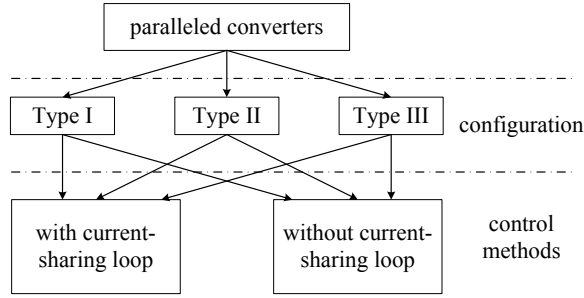 paralleled converters
Type I
Type II
Type III
configuration
with current-
sharing loop
without current-
sharing loop
control
methods